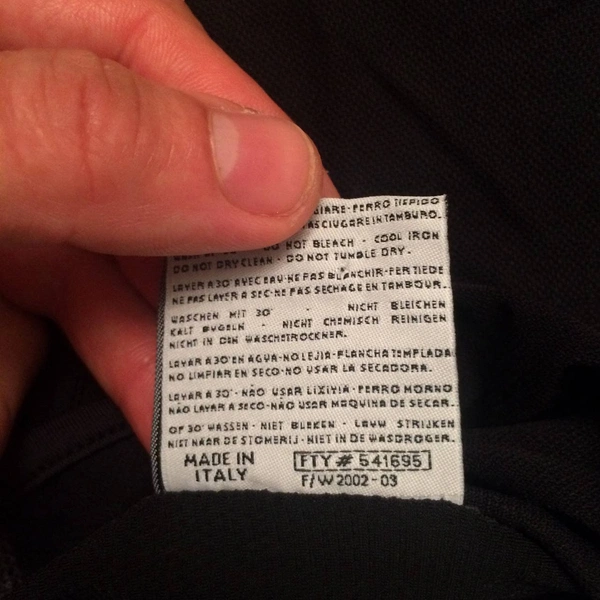 FERRO TIEPIDO
ASCIUGARE IN TAMBURO.
DO NOT BLEACH - COOL IRON
DO NOT DRY CLEAN - DO NOT TUMBLE DRY.
LAVER A 30° AVEC EAU-NE PAS BLANCHIR-FER TIEDE
NE PAS LAVER A SEC-NE PAS SECHAGE EN TAMBOUR.
WASCHEN MIT 30° - NICHT BLEICHEN
KALT BUGELN - NICHT CHEMISCH REINIGEN
NICHT IN DEN WASCHETROCKNER.
LAVAR A 30° EN AGUA-NO LEJIA-PLANCHA TEMPLADA
NO LIMPIAR EN SECO-NO USAR LA SECADORA.
LAVAR A 30°-NÃO USAR LIXIVIA-FERRO MORNO
NÃO LAVAR A SECO-NÃO USAR MAQUINA DE SECAR.
OP 30° WASSEN - NIET BLEKEN - LAUW STRIJKEN
NIET NAAR DE STOMERIJ - NIET IN DE WASDROGER.
MADE IN FTY # 541695
ITALY F/W 2002-03